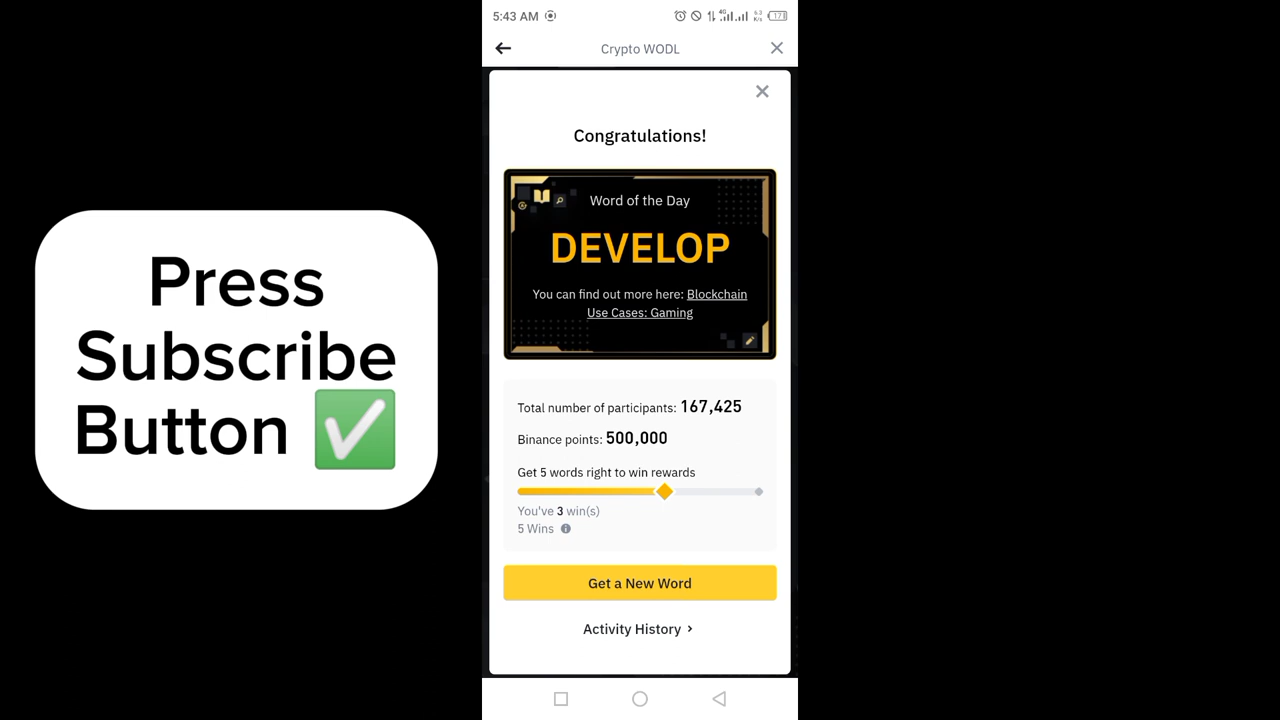 5:43 AM
Crypto WODL
Congratulations!
Word of the Day
DEVELOP
You can find out more here: Blockchain
Use Cases: Gaming
Total number of participants: 167,425
Binance points: 500,000
Get 5 words right to win rewards
You've 3 win(s)
5 Wins
Get a New Word
Activity History
Press
Subscribe
Button